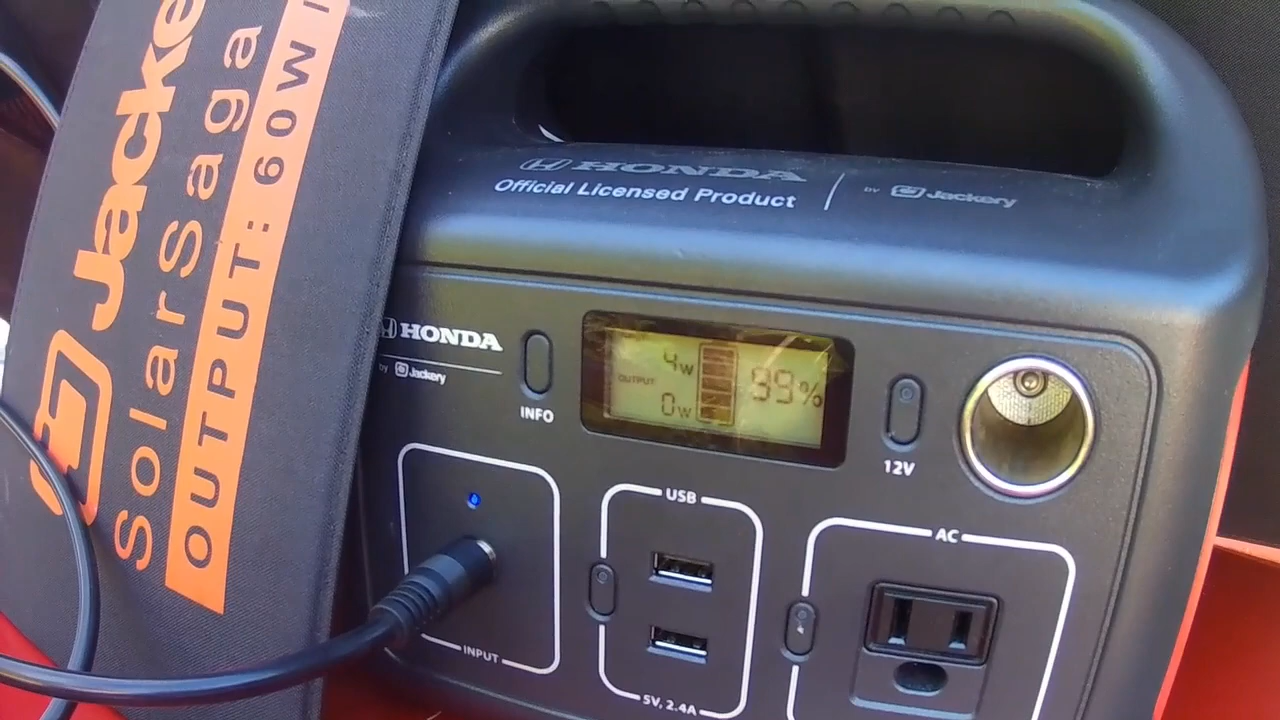 Jacke
SolarSaga
OUTPUT: 60W
HONDA
Official Licensed Product
BY Jackery
HONDA
by Jackery
INFO
4W
OUTPUT
0W
99%
12V
USB
AC
INPUT
5V, 2.4A